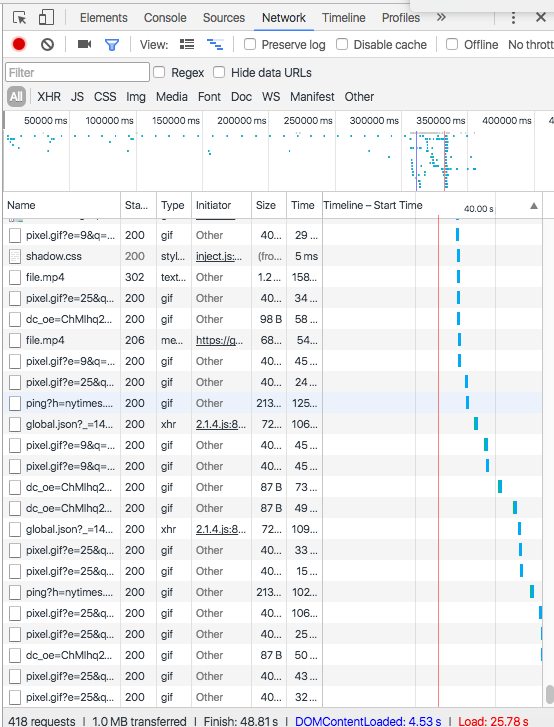 Elements Console Sources Network Timeline Profiles »
View: Preserve log Disable cache Offline No thrott
Filter Regex Hide data URLs
All XHR JS CSS Img Media Font Doc WS Manifest Other
50000 ms 100000 ms 150000 ms 200000 ms 250000 ms 300000 ms 350000 ms 400000 ms 4
Name Sta... Type Initiator Size Time Timeline – Start Time 40.00 s
pixel.gif?e=9&q=... 200 gif Other 40... 29 ...
shadow.css 200 styl... inject.js:... (fro... 5 ms
file.mp4 302 text... Other 1.2 ... 158...
pixel.gif?e=25&q... 200 gif Other 40... 34 ...
dc_oe=ChMIhq2... 200 gif Other 98 B 58 ...
file.mp4 206 me... https://q... 68... 54...
pixel.gif?e=9&q=... 200 gif Other 40... 45 ...
pixel.gif?e=25&q... 200 gif Other 40... 24 ...
ping?h=nytimes.... 200 gif Other 213... 125...
global.json?_=14... 200 xhr 2.1.4.js:8... 72... 106...
pixel.gif?e=9&q=... 200 gif Other 40... 45 ...
pixel.gif?e=9&q=... 200 gif Other 40... 45 ...
dc_oe=ChMIhq2... 200 gif Other 87 B 73 ...
dc_oe=ChMIhq2... 200 gif Other 87 B 49 ...
global.json?_=14... 200 xhr 2.1.4.js:8... 72... 109...
pixel.gif?e=25&q... 200 gif Other 40... 33 ...
pixel.gif?e=25&q... 200 gif Other 40... 15 ...
ping?h=nytimes.... 200 gif Other 213... 102...
pixel.gif?e=25&q... 200 gif Other 40... 106...
pixel.gif?e=25&q... 200 gif Other 40... 25 ...
dc_oe=ChMIhq2... 200 gif Other 87 B 50 ...
pixel.gif?e=25&q... 200 gif Other 40... 43 ...
pixel.gif?e=25&q... 200 gif Other 40... 32 ...
418 requests | 1.0 MB transferred | Finish: 48.81 s | DOMContentLoaded: 4.53 s | Load: 25.78 s